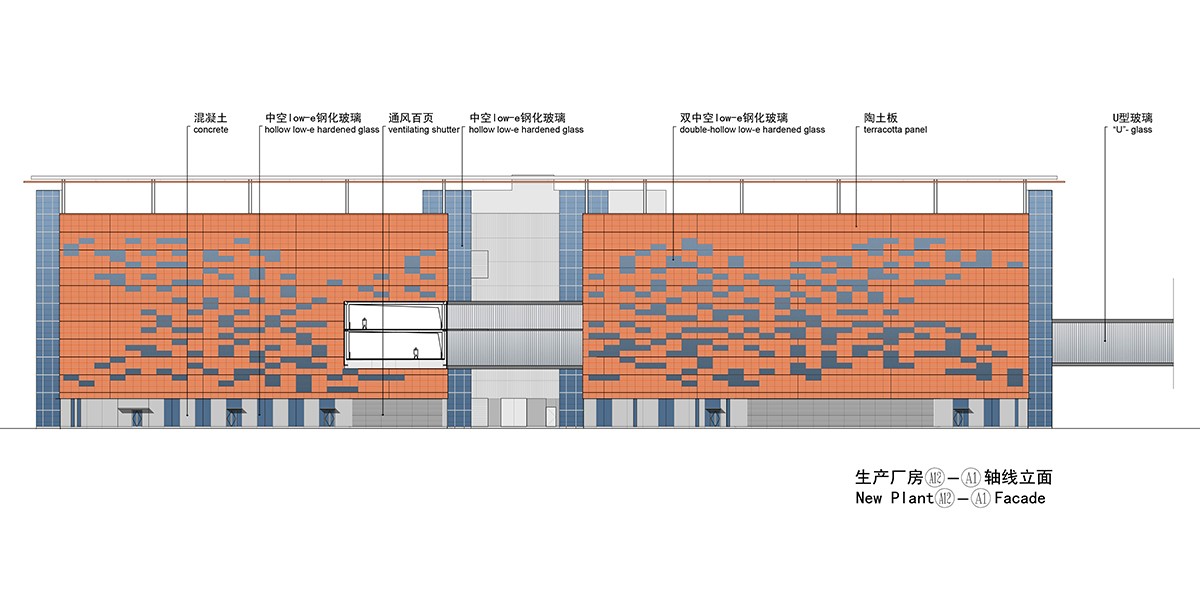 混凝土
concrete
中空low-e钢化玻璃
hollow low-e hardened glass
通风百页
ventilating shutter
中空low-e钢化玻璃
hollow low-e hardened glass
双中空low-e钢化玻璃
double-hollow low-e hardened glass
陶土板
terracotta panel
U型玻璃
"U"- glass
生产厂房A12－A1轴线立面
New PlantA12－A1Facade